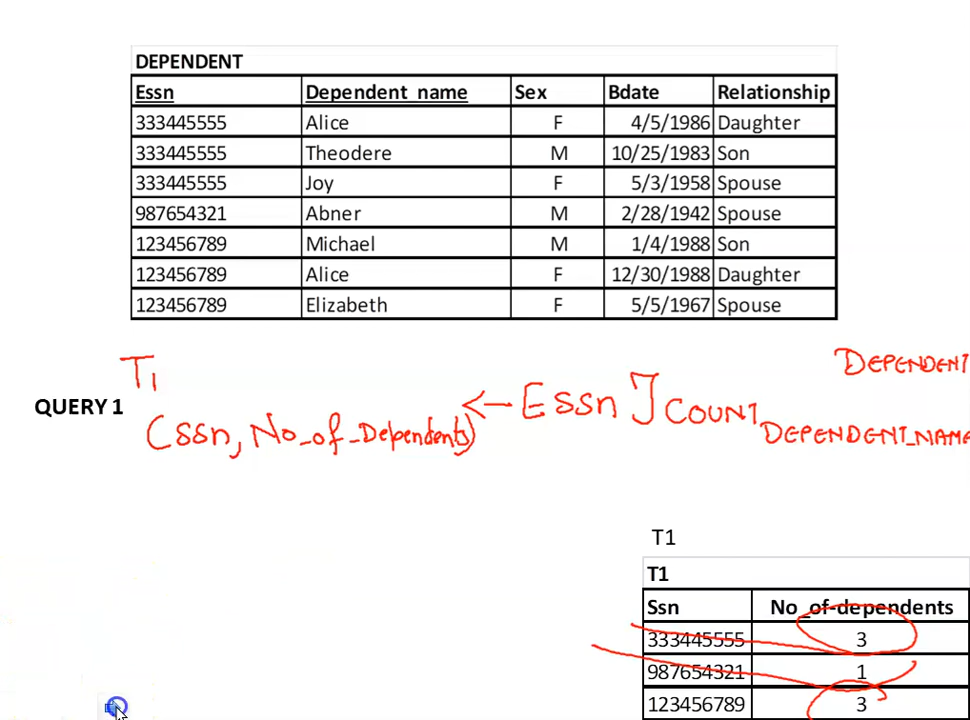 DEPENDENT
Essn Dependent_name Sex Bdate Relationship
333445555 Alice F 4/5/1986 Daughter
333445555 Theodere M 10/25/1983 Son
333445555 Joy F 5/3/1958 Spouse
987654321 Abner M 2/28/1942 Spouse
123456789 Michael M 1/4/1988 Son
123456789 Alice F 12/30/1988 Daughter
123456789 Elizabeth F 5/5/1967 Spouse
T1 DEPENDENT
QUERY 1 ← Essn ℑ COUNT
(Ssn, No_of_Dependents) DEPENDENT_NAME
T1
T1
Ssn No_of-dependents
333445555 3
987654321 1
123456789 3